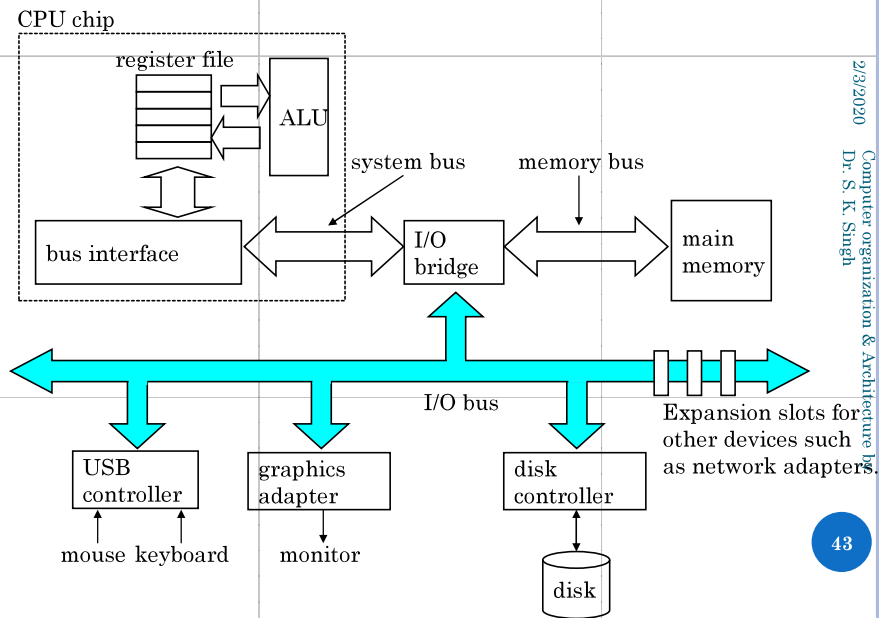 CPU chip
register file
ALU
system bus
memory bus
bus interface
I/O
bridge
main
memory
I/O bus
Expansion slots for
other devices such
as network adapters.
USB
controller
graphics
adapter
disk
controller
mouse
keyboard
monitor
disk
2/3/2020
Computer organization & Architecture by
Dr. S. K. Singh
43